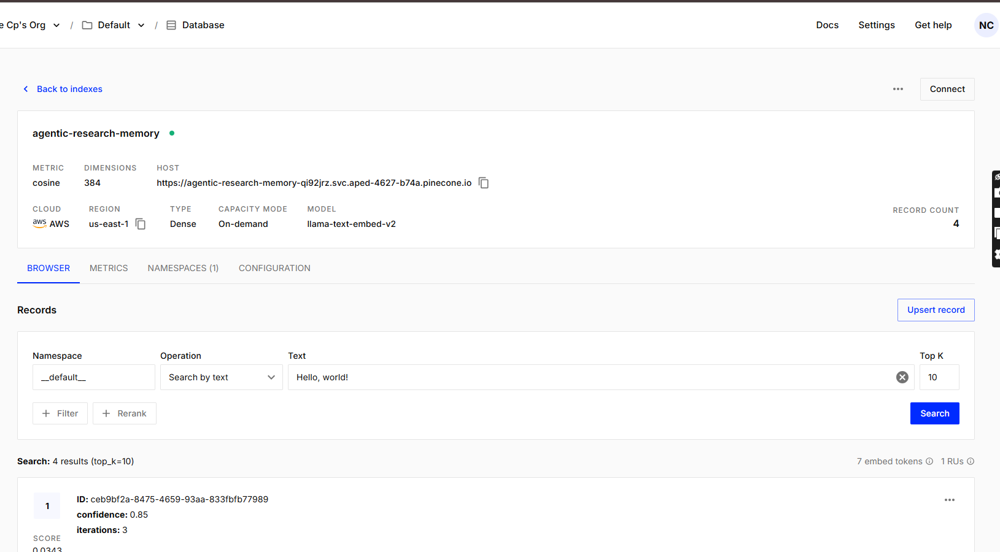 e Cp's Org / Default / Database Docs Settings Get help NC
Back to indexes Connect
agentic-research-memory
METRIC DIMENSIONS HOST
cosine 384 https://agentic-research-memory-qi92jrz.svc.aped-4627-b74a.pinecone.io
CLOUD REGION TYPE CAPACITY MODE MODEL RECORD COUNT
aws AWS us-east-1 Dense On-demand llama-text-embed-v2 4
BROWSER METRICS NAMESPACES (1) CONFIGURATION
Records Upsert record
Namespace Operation Text Top K
__default__ Search by text Hello, world! 10
+ Filter + Rerank Search
Search: 4 results (top_k=10) 7 embed tokens 1 RUs
1 ID: ceb9bf2a-8475-4659-93aa-833fbfb77989
confidence: 0.85
iterations: 3
SCORE
0.0343